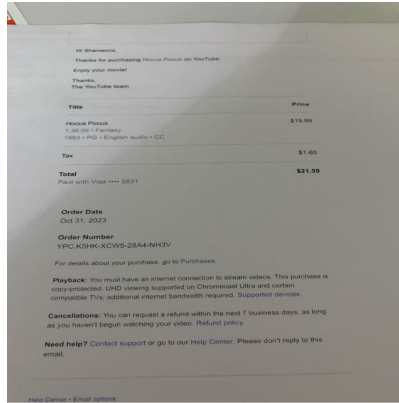 Hi Shamanna,
Thanks for purchasing Hocus Pocus on YouTube.
Enjoy your movie!
Thanks,
The YouTube team
Title Price
Hocus Pocus $19.99
1:36:09 • Fantasy
1993 • PG • English audio • CC
Tax $1.60
Total $21.59
Paid with Visa •••• 5831
Order Date
Oct 31, 2023
Order Number
YPC.K5HK-XCW5-28A4-NH3V
For details about your purchase, go to Purchases.
Playback: You must have an internet connection to stream videos. This purchase is
copy-protected. UHD viewing supported on Chromecast Ultra and certain
compatible TVs; additional internet bandwidth required. Supported devices
Cancellations: You can request a refund within the next 7 business days, as long
as you haven't begun watching your video. Refund policy
Need help? Contact support or go to our Help Center. Please don't reply to this
email.
Help Center • Email options